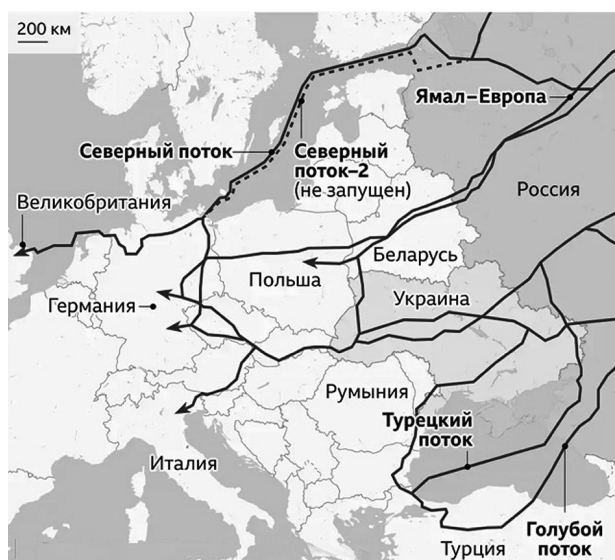 200 км
Ямал–Европа
Северный поток
Северный
поток–2
(не запущен)
Россия
Великобритания
Беларусь
Польша
Украина
Германия
Румыния
Турецкий
поток
Италия
Голубой
поток
Турция